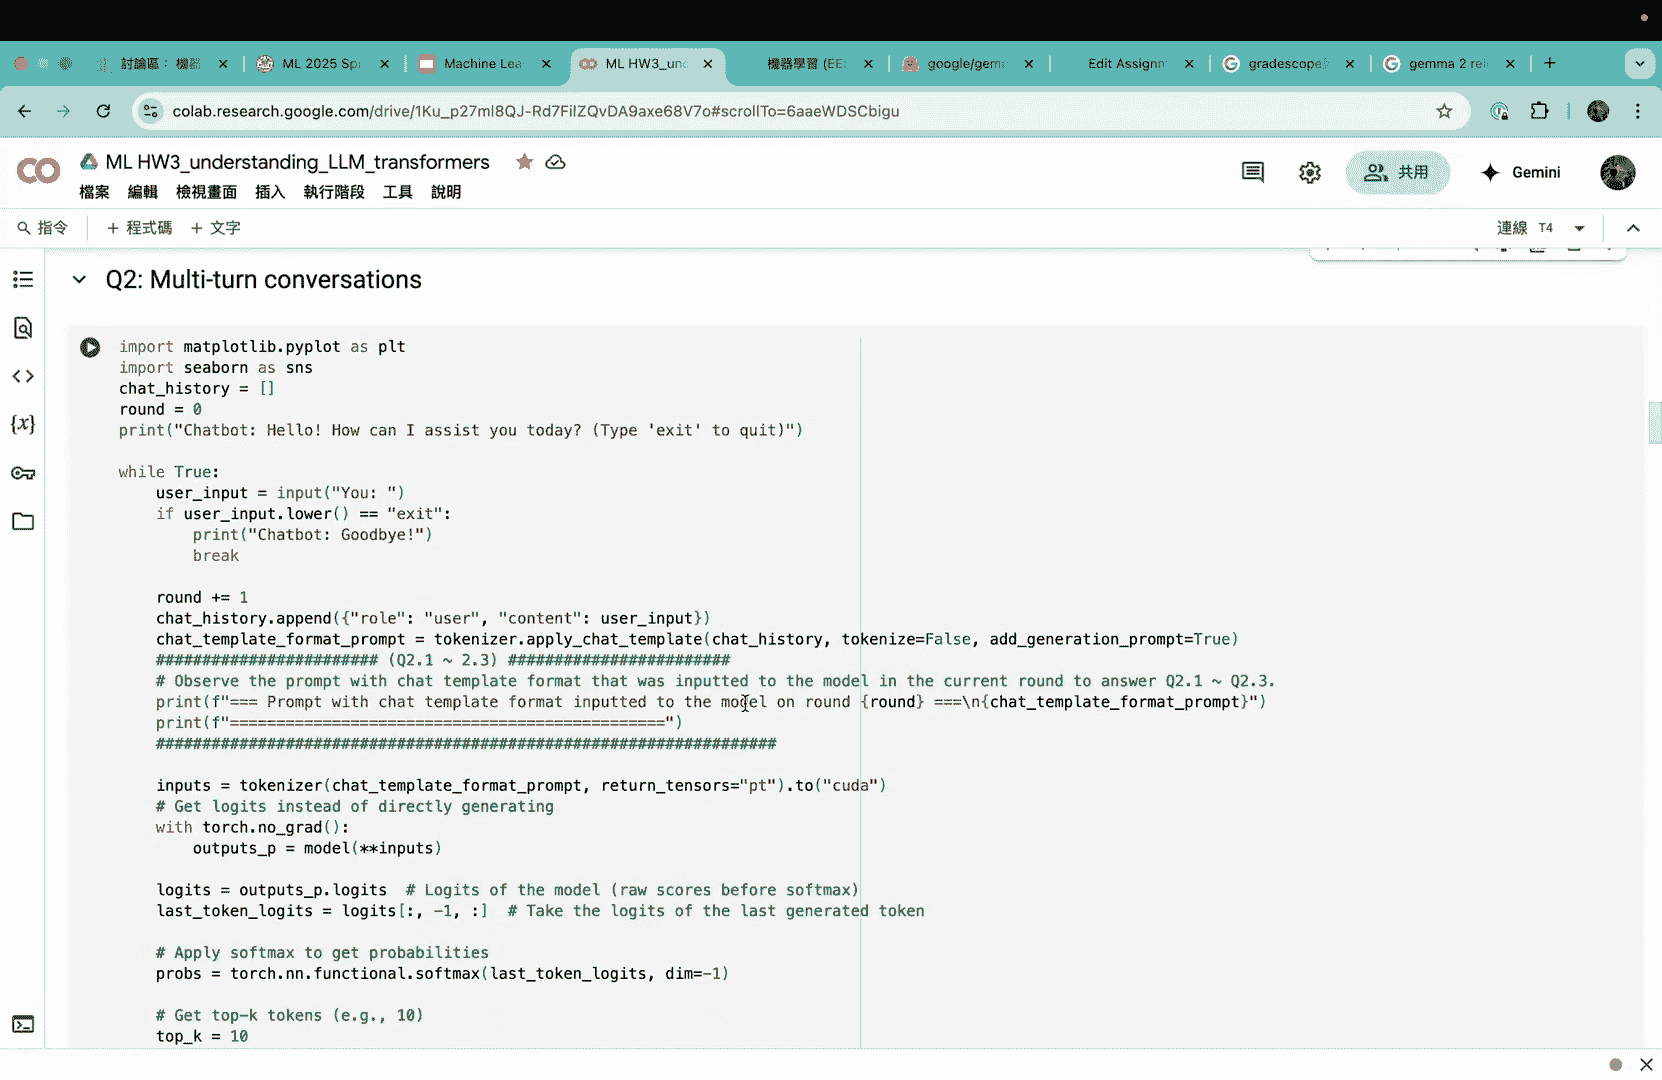 討論區：機器
ML 2025 Sp
Machine Lea
ML HW3_un
機器學習 (EE
google/gem
Edit Assignn
gradescope
gemma 2 rel
colab.research.google.com/drive/1Ku_p27ml8QJ-Rd7FiIZQvDA9axe68V7o#scrollTo=6aaeWDSCbigu
ML HW3_understanding_LLM_transformers
檔案 編輯 檢視畫面 插入 執行階段 工具 說明
共用
Gemini
指令
+ 程式碼 + 文字
連線 T4
Q2: Multi-turn conversations
import matplotlib.pyplot as plt
import seaborn as sns
chat_history = []
round = 0
print("Chatbot: Hello! How can I assist you today? (Type 'exit' to quit)")
while True:
user_input = input("You: ")
if user_input.lower() == "exit":
print("Chatbot: Goodbye!")
break
round += 1
chat_history.append({"role": "user", "content": user_input})
chat_template_format_prompt = tokenizer.apply_chat_template(chat_history, tokenize=False, add_generation_prompt=True)
######################## (Q2.1 ~ 2.3) ########################
# Observe the prompt with chat template format that was inputted to the model in the current round to answer Q2.1 ~ Q2.3.
print(f"=== Prompt with chat template format inputted to the model on round {round} ===\n{chat_template_format_prompt}")
print(f"===============================================")
###################################################################
inputs = tokenizer(chat_template_format_prompt, return_tensors="pt").to("cuda")
# Get logits instead of directly generating
with torch.no_grad():
outputs_p = model(**inputs)
logits = outputs_p.logits  # Logits of the model (raw scores before softmax)
last_token_logits = logits[:, -1, :]  # Take the logits of the last generated token
# Apply softmax to get probabilities
probs = torch.nn.functional.softmax(last_token_logits, dim=-1)
# Get top-k tokens (e.g., 10)
top_k = 10